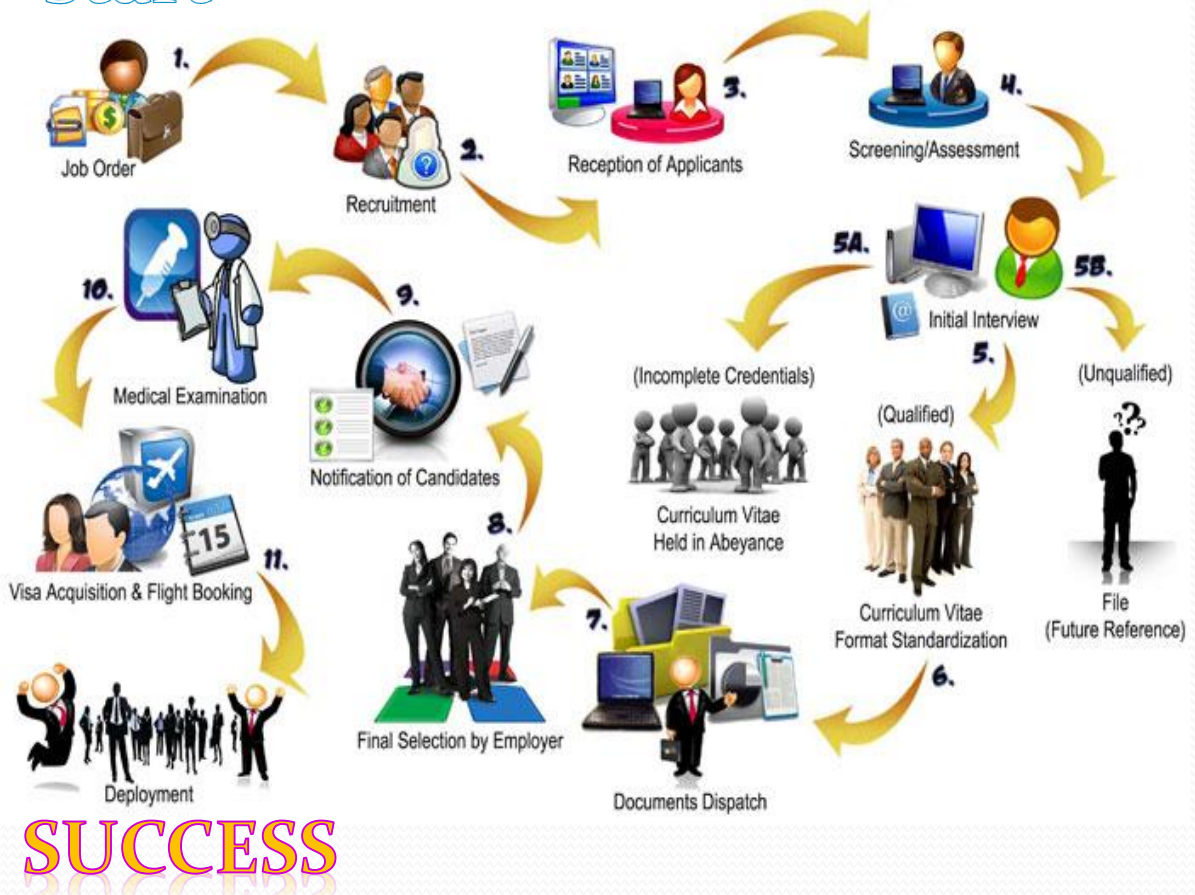 Start
1.
Job Order
Recruitment
2.
Reception of Applicants
3.
Screening/Assessment
4.
Initial Interview
5A.
5B.
5.
(Incomplete Credentials)
Curriculum Vitae
Held in Abeyance
(Qualified)
Curriculum Vitae
Format Standardization
(Unqualified)
???
File
(Future Reference)
6.
Documents Dispatch
7.
Final Selection by Employer
8.
Notification of Candidates
9.
Medical Examination
10.
15
Visa Acquisition & Flight Booking
11.
Deployment
SUCCESS